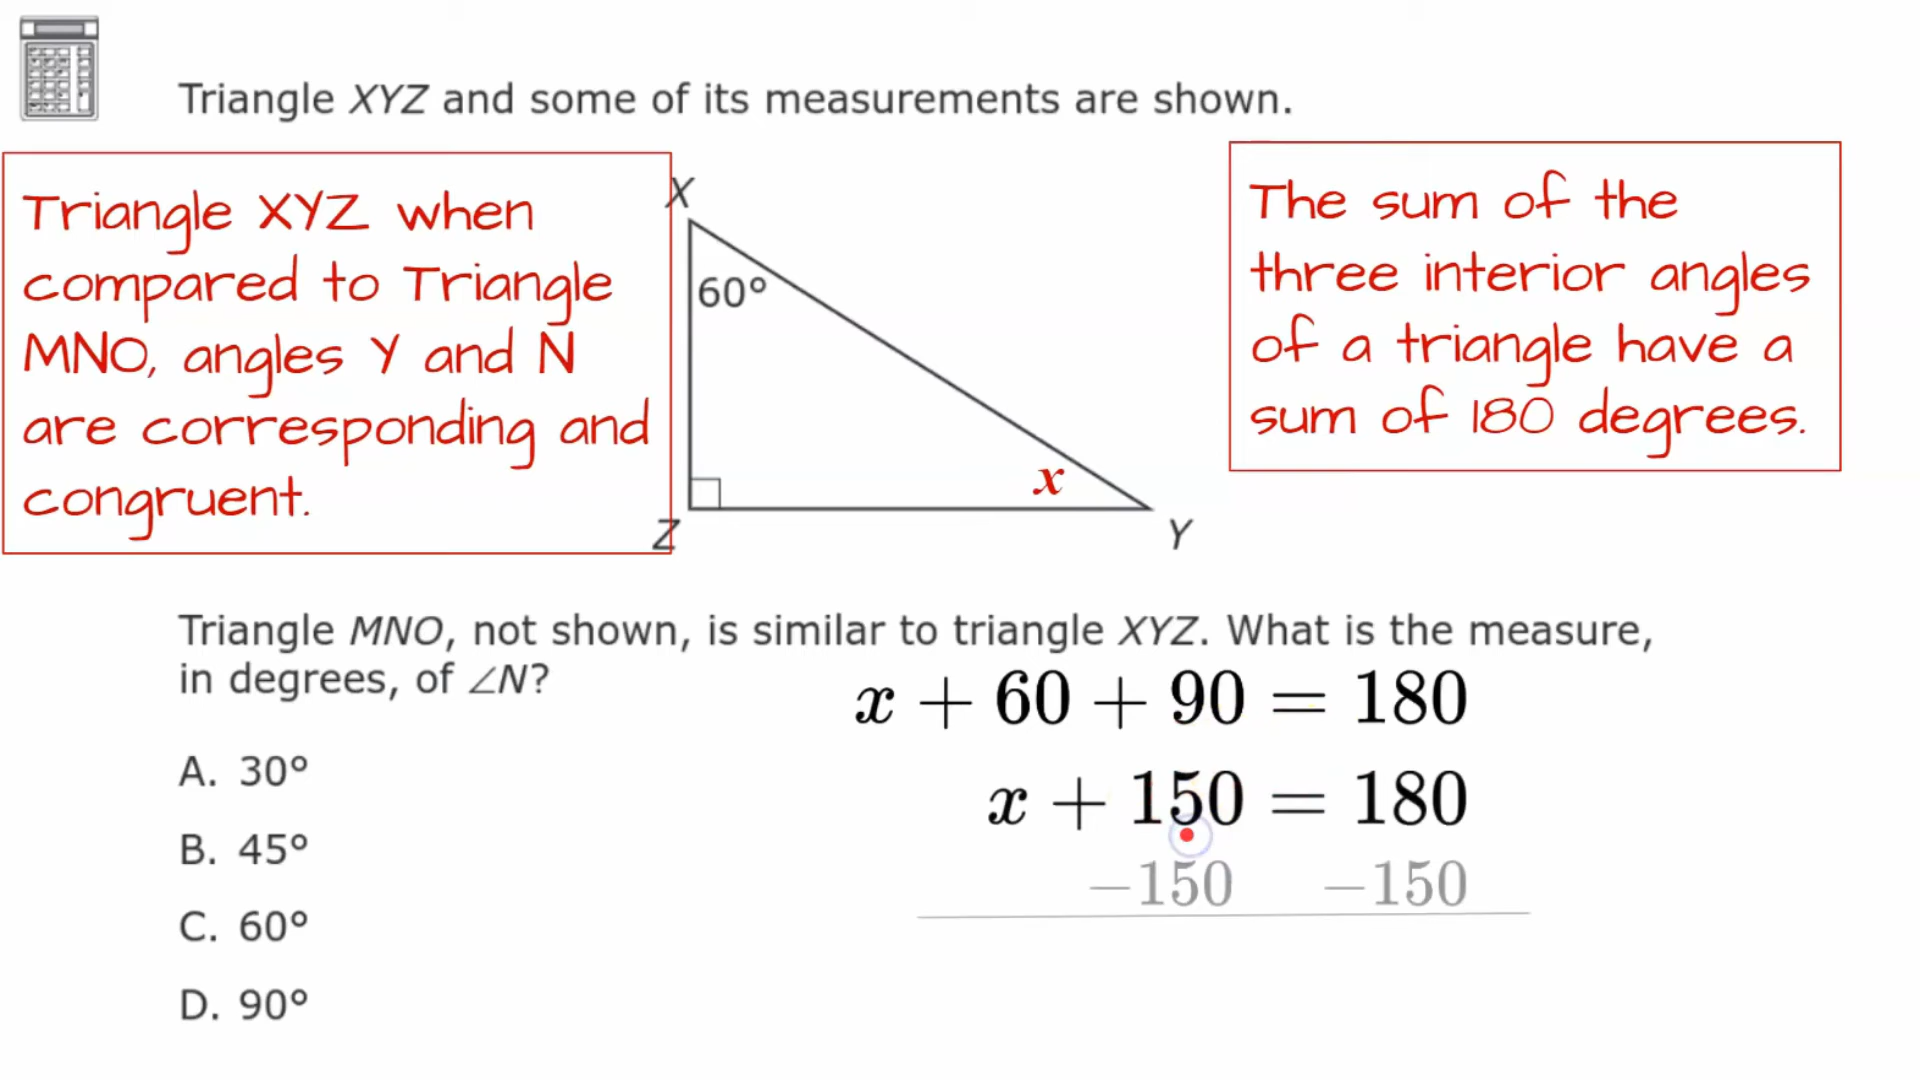 Triangle XYZ and some of its measurements are shown.
Triangle XYZ when
compared to Triangle
MNO, angles Y and N
are corresponding and
congruent.
X
60°
x
Z
Y
The sum of the
three interior angles
of a triangle have a
sum of 180 degrees.
Triangle MNO, not shown, is similar to triangle XYZ. What is the measure,
in degrees, of ∠N?
x + 60 + 90 = 180
x + 150 = 180
−150 −150
A. 30°
B. 45°
C. 60°
D. 90°